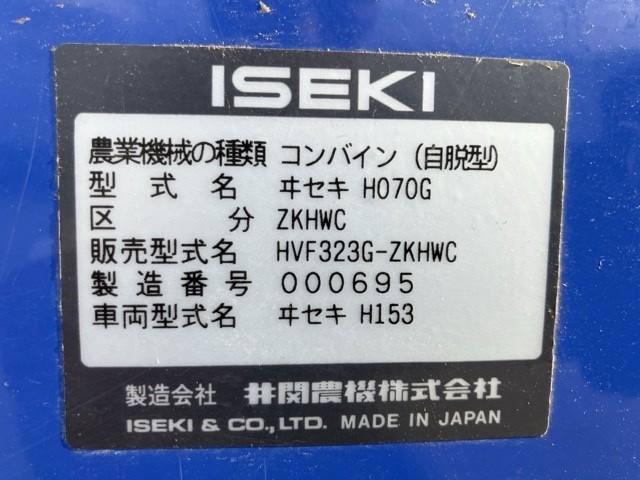 ISEKI
農業機械の種類 コンバイン (自脱型)
型式名 ヰセキ H070G
区分 ZKHWC
販売型式名 HVF323G-ZKHWC
製造番号 000695
車両型式名 ヰセキ H153
製造会社 井関農機株式会社
ISEKI & CO.,LTD. MADE IN JAPAN